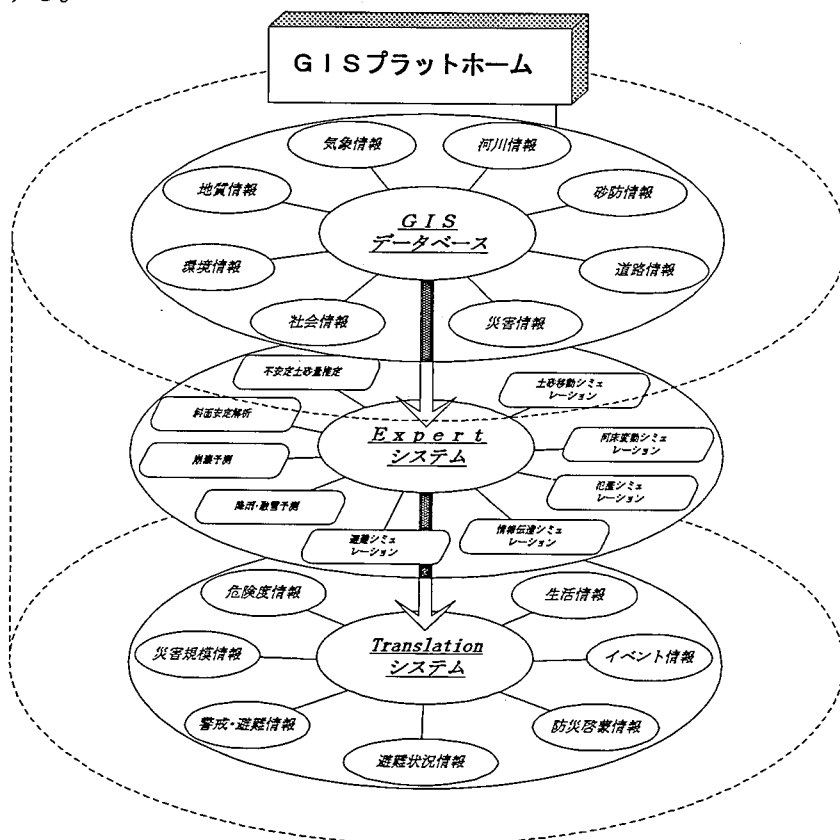 する。
GISプラットホーム
気象情報
河川情報
地質情報
砂防情報
GIS
データベース
環境情報
道路情報
社会情報
災害情報
不安定土砂量推定
土砂移動シミュ
レーション
斜面安定解析
Expert
システム
河床変動シミュ
レーション
崩壊予測
氾濫シミュ
レーション
降雨・融雪予測
避難シミュ
レーション
情報伝達シミュ
レーション
危険度情報
生活情報
Translation
システム
災害規模情報
イベント情報
警戒・避難情報
防災啓蒙情報
避難状況情報